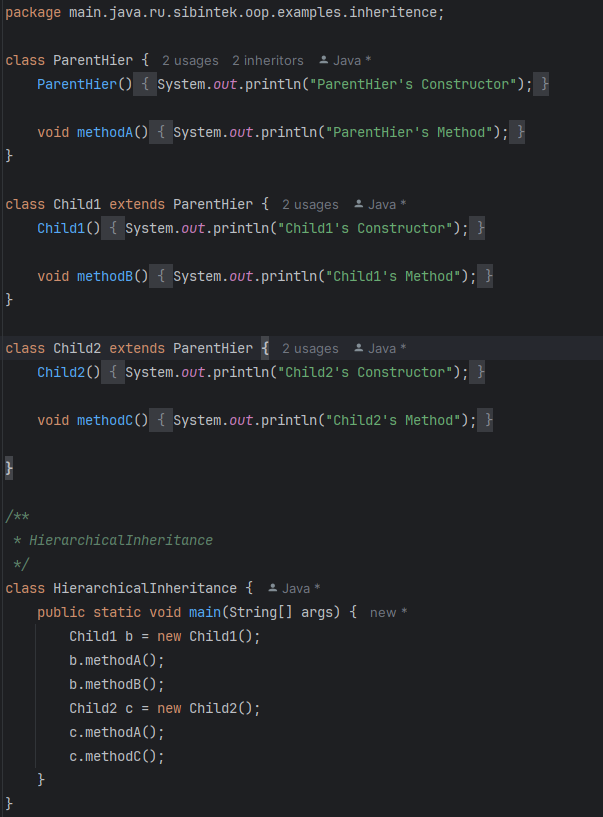 package main.java.ru.sibintek.oop.examples.inheritence;
class ParentHier { 2 usages 2 inheritors Java *
ParentHier() { System.out.println("ParentHier's Constructor"); }
void methodA() { System.out.println("ParentHier's Method"); }
}
class Child1 extends ParentHier { 2 usages Java *
Child1() { System.out.println("Child1's Constructor"); }
void methodB() { System.out.println("Child1's Method"); }
}
class Child2 extends ParentHier { 2 usages Java *
Child2() { System.out.println("Child2's Constructor"); }
void methodC() { System.out.println("Child2's Method"); }
}
/**
* HierarchicalInheritance
*/
class HierarchicalInheritance { Java *
public static void main(String[] args) { new *
Child1 b = new Child1();
b.methodA();
b.methodB();
Child2 c = new Child2();
c.methodA();
c.methodC();
}
}